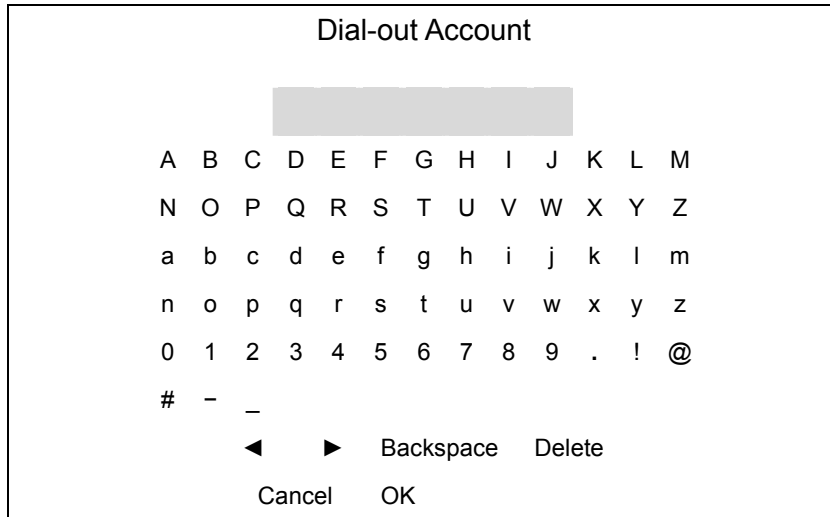 Dial-out Account
A B C D E F G H I J K L M
N O P Q R S T U V W X Y Z
a b c d e f g h i j k l m
n o p q r s t u v w x y z
0 1 2 3 4 5 6 7 8 9 . ! @
# − _
◄ ► Backspace Delete
Cancel OK